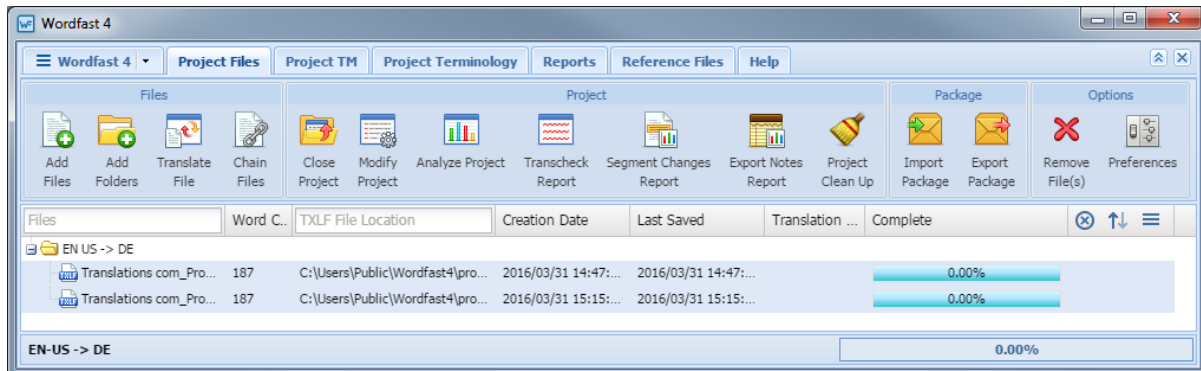 Wordfast 4
Wordfast 4 Project Files Project TM Project Terminology Reports Reference Files Help
Files Project Package Options
Add Files
Add Folders
Translate File
Chain Files
Close Project
Modify Project
Analyze Project
Transcheck Report
Segment Changes Report
Export Notes Report
Project Clean Up
Import Package
Export Package
Remove File(s)
Preferences
Files Word C.. TXLF File Location Creation Date Last Saved Translation ... Complete
EN US -> DE
TXLF Translations com_Pro... 187 C:\Users\Public\Wordfast4\pro... 2016/03/31 14:47:... 2016/03/31 14:47:... 0.00%
TXLF Translations com_Pro... 187 C:\Users\Public\Wordfast4\pro... 2016/03/31 15:15:... 2016/03/31 15:15:... 0.00%
EN-US -> DE 0.00%